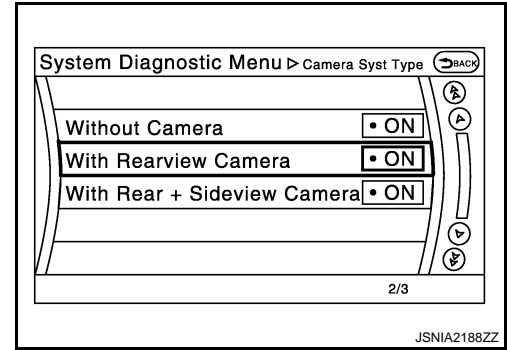 System Diagnostic Menu ▷ Camera Syst Type BACK
Without Camera • ON
With Rearview Camera • ON
With Rear + Sideview Camera • ON
2/3
JSNIA2188ZZ